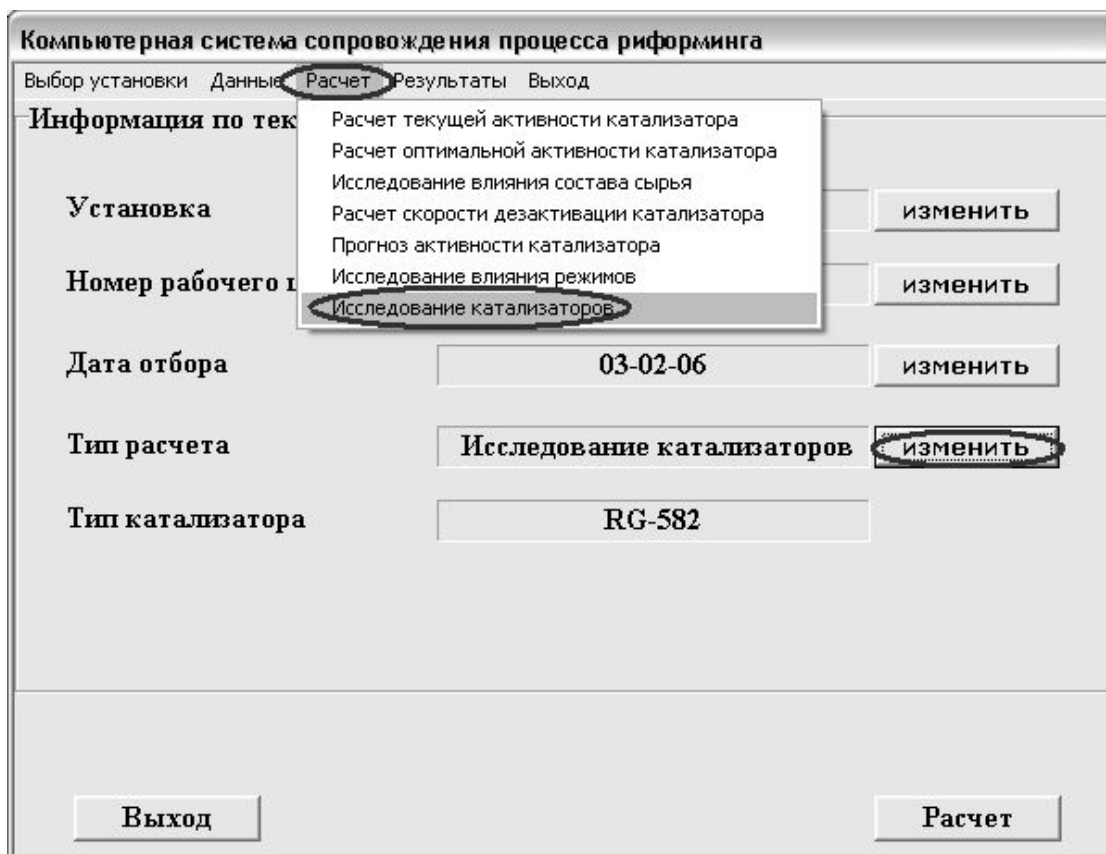 Компьютерная система сопровождения процесса риформинга
Выбор установки Данные Расчет Результаты Выход
Информация по тек
Расчет текущей активности катализатора
Расчет оптимальной активности катализатора
Исследование влияния состава сырья
Расчет скорости дезактивации катализатора
Прогноз активности катализатора
Исследование влияния режимов
Исследование катализаторов
Установка изменить
Номер рабочего изменить
Дата отбора 03-02-06 изменить
Тип расчета Исследование катализаторов изменить
Тип катализатора RG-582
Выход Расчет